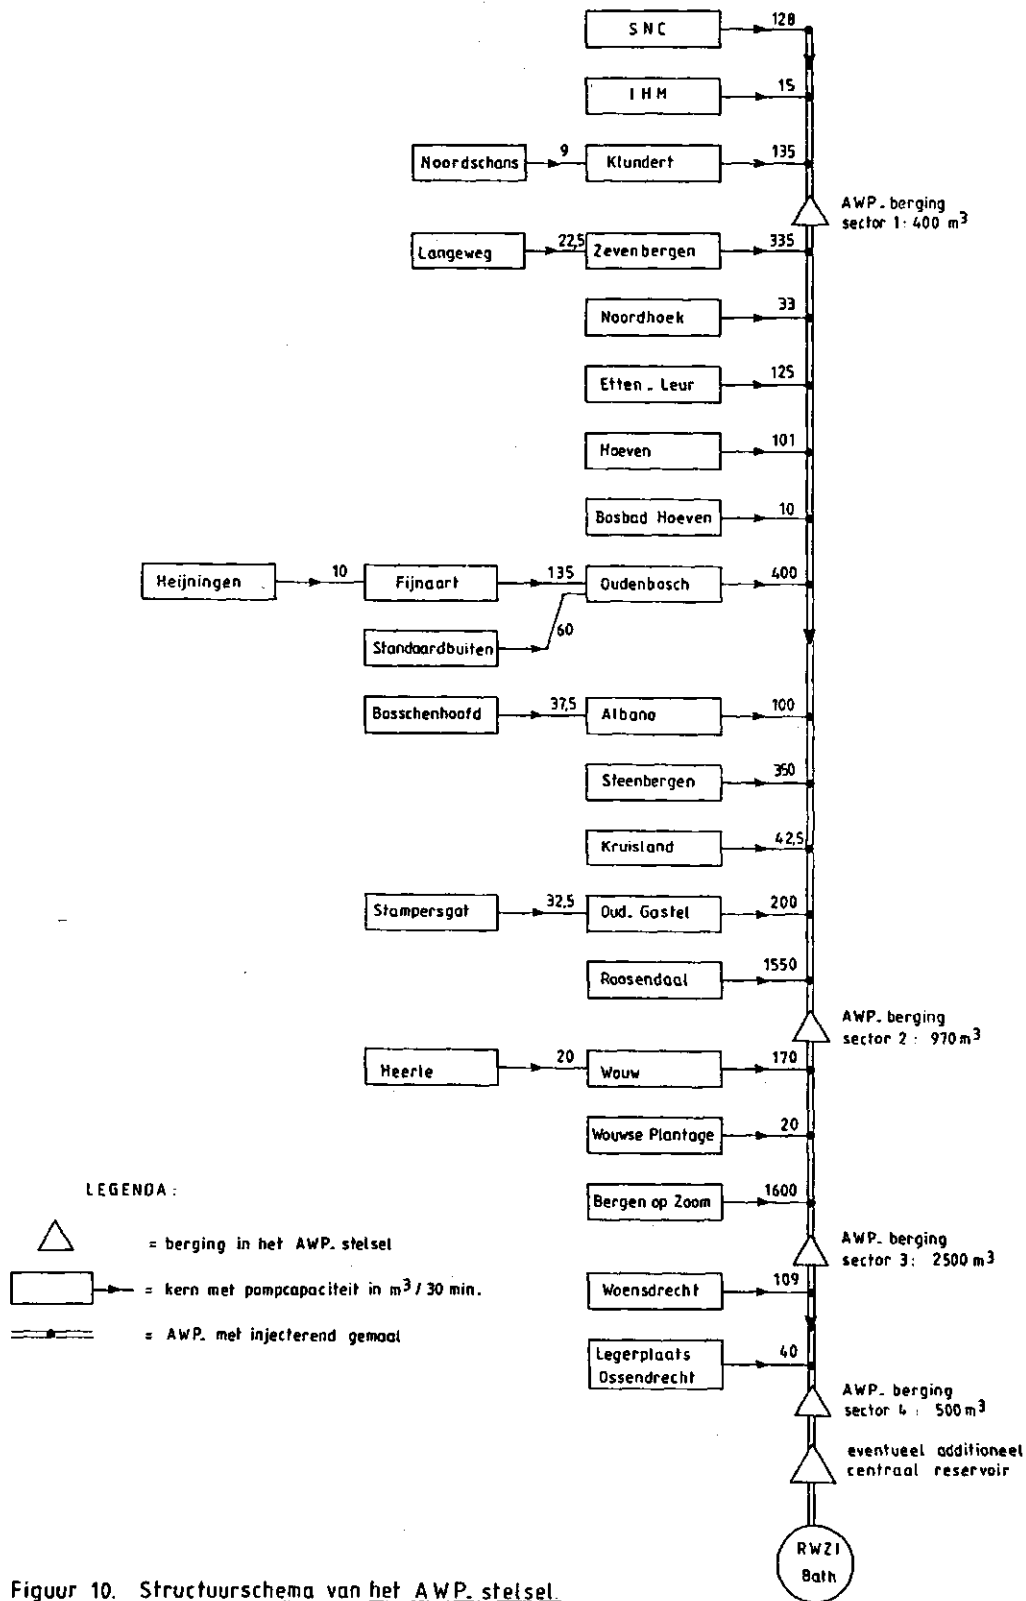 SNC
128
IHM
15
Noordschans
9
Klundert
135
AWP. berging
sector 1: 400 m³
Langeweg
22,5
Zevenbergen
335
Noordhoek
33
Etten - Leur
125
Hoeven
101
Bosbad Hoeven
10
Heijningen
10
Fijnaart
135
Oudenbosch
400
Standaardbuiten
60
Bosschenhoofd
37,5
Albano
100
Steenbergen
350
Kruisland
42,5
Stampersgat
32,5
Oud. Gastel
200
Roosendaal
1550
AWP. berging
sector 2: 970 m³
Heerle
20
Wouw
170
Wouwse Plantage
20
Bergen op Zoom
1600
AWP. berging
sector 3: 2500 m³
Woensdrecht
109
Legerplaats
Ossendrecht
40
AWP. berging
sector 4: 500 m³
eventueel additioneel
centraal reservoir
RWZI
Bath
LEGENDA:
= berging in het AWP. stelsel
= kern met pompcapaciteit in m³/30 min.
= AWP. met injecterend gemaal
Figuur 10. Structuurschema van het AWP. stelsel.